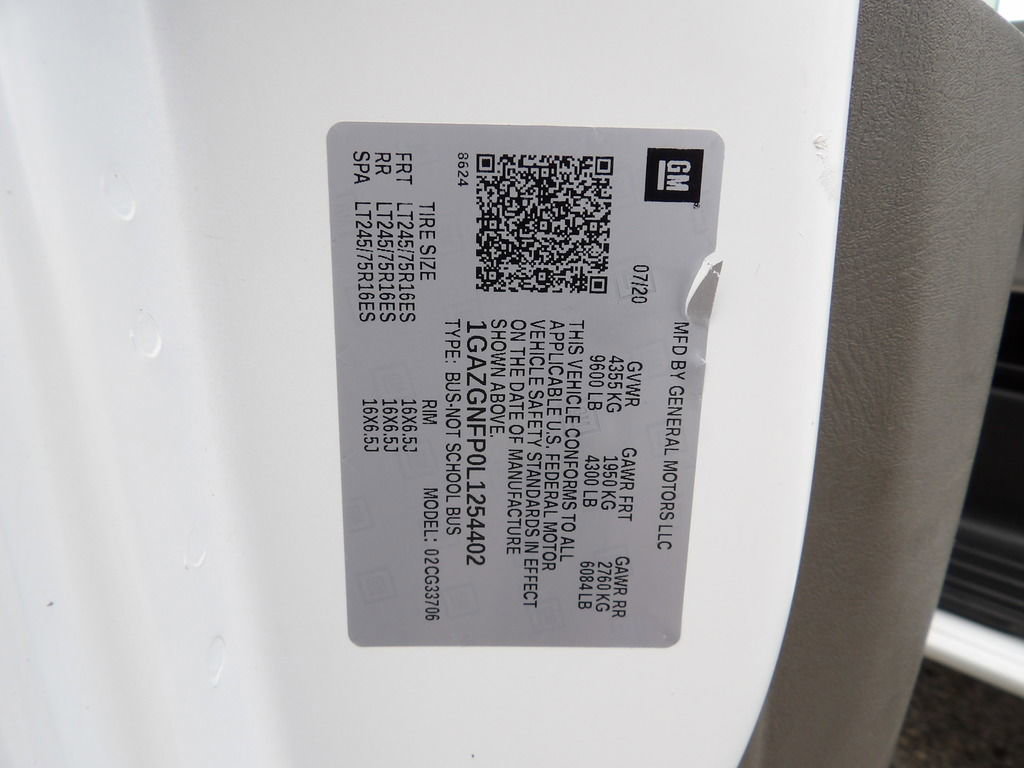 GM
MFD BY GENERAL MOTORS LLC
07/20
GVWR GAWR FRT GAWR RR
4355 KG 1950 KG 2760 KG
9600 LB 4300 LB 6084 LB
THIS VEHICLE CONFORMS TO ALL
APPLICABLE U.S. FEDERAL MOTOR
VEHICLE SAFETY STANDARDS IN EFFECT
ON THE DATE OF MANUFACTURE
SHOWN ABOVE.
1GAZGNFP0L1254402
TYPE: BUS-NOT SCHOOL BUS
8624
MODEL: 02CG33706
TIRE SIZE RIM
FRT LT245/75R16ES 16X6.5J
RR LT245/75R16ES 16X6.5J
SPA LT245/75R16ES 16X6.5J